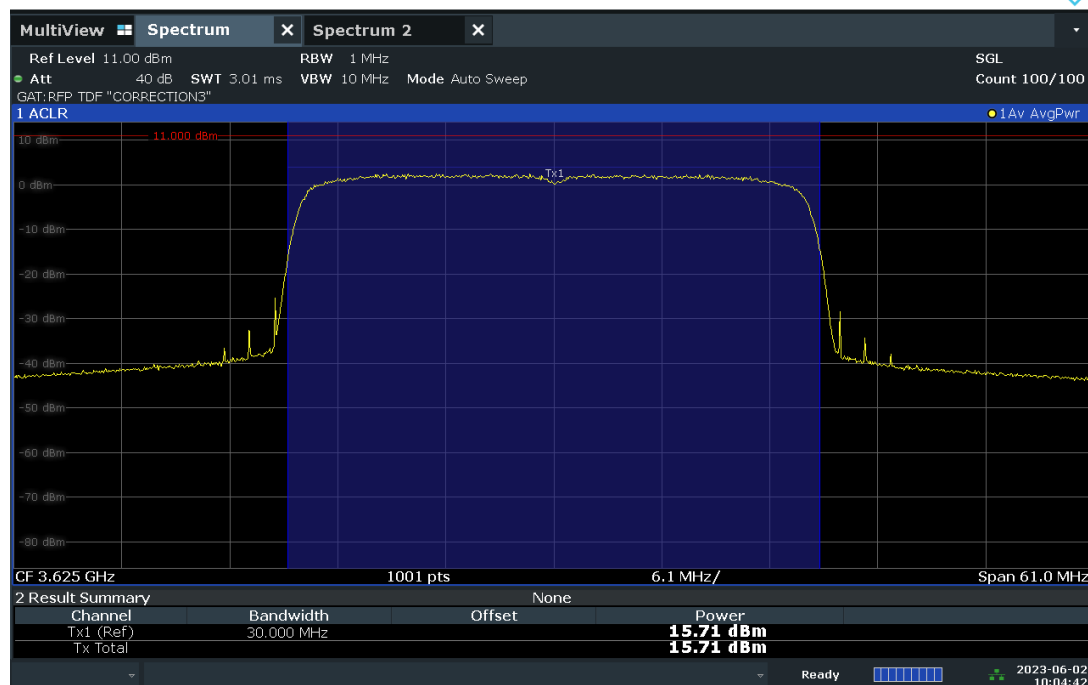 MultiView Spectrum X Spectrum 2 X
Ref Level 11.00 dBm RBW 1 MHz SGL
Att 40 dB SWT 3.01 ms VBW 10 MHz Mode Auto Sweep Count 100/100
GAT:RFP TDF "CORRECTION3"
1 ACLR 1Av AvgPwr
10 dBm
11.000 dBm
Tx1
0 dBm
-10 dBm
-20 dBm
-30 dBm
-40 dBm
-50 dBm
-60 dBm
-70 dBm
-80 dBm
CF 3.625 GHz 1001 pts 6.1 MHz/ Span 61.0 MHz
2 Result Summary None
Channel Bandwidth Offset Power
Tx1 (Ref) 30.000 MHz 15.71 dBm
Tx Total 15.71 dBm
Ready 2023-06-02
10:04:42